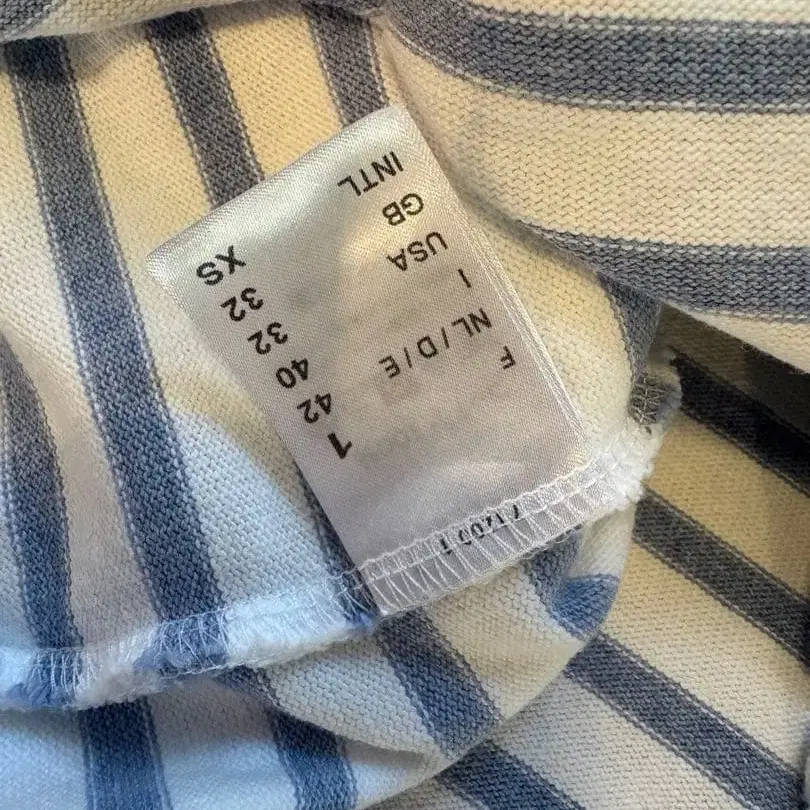 F 1
NL / D / E 42
I 40
USA 32
GB 32
INTL XS